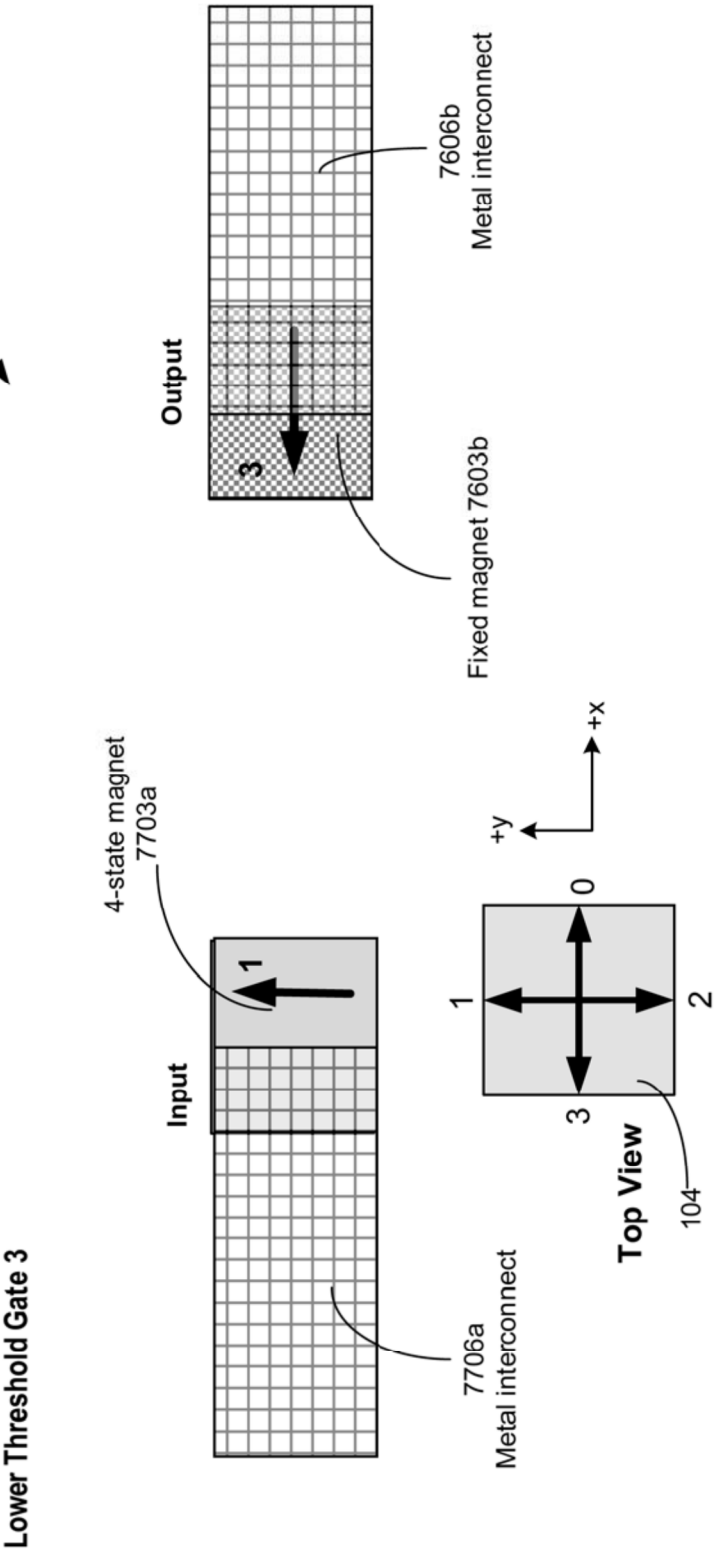 Lower Threshold Gate 3
Input
1
4-state magnet
7703a
7706a
Metal interconnect
Output
3
Fixed magnet 7603b
7606b
Metal interconnect
Top View
104
1
3
0
2
+y
+x